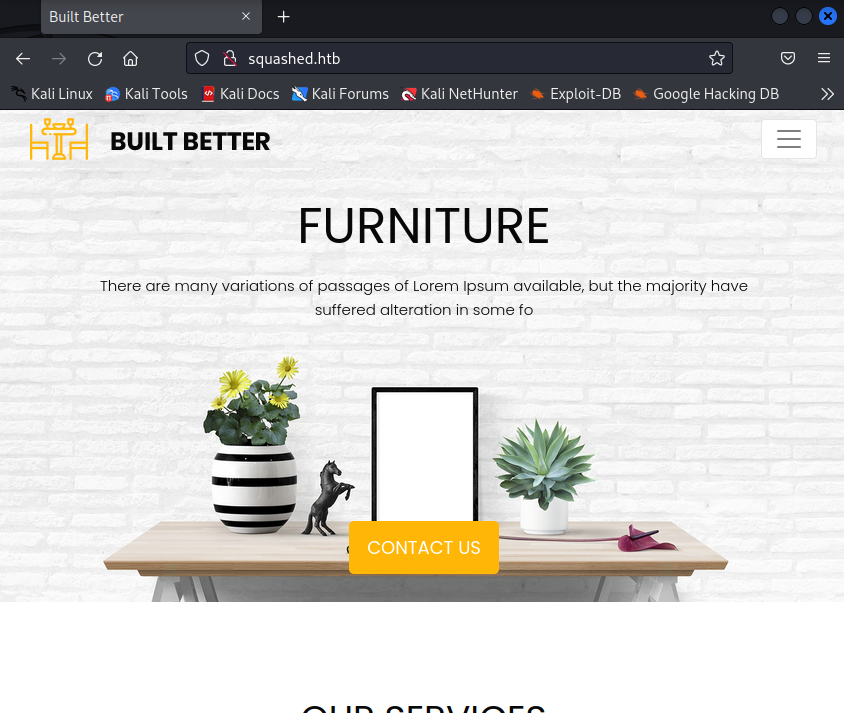 Built Better
squashed.htb
Kali Linux Kali Tools Kali Docs Kali Forums Kali NetHunter Exploit-DB Google Hacking DB
BUILT BETTER
FURNITURE
There are many variations of passages of Lorem Ipsum available, but the majority have
suffered alteration in some fo
CONTACT US
OUR SERVICES